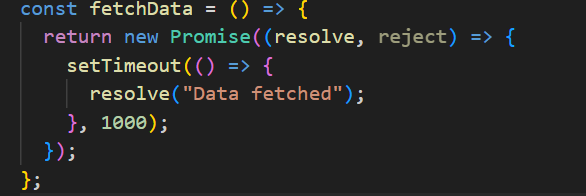 const fetchData = () => {
  return new Promise((resolve, reject) => {
    setTimeout(() => {
      resolve("Data fetched");
    }, 1000);
  });
};